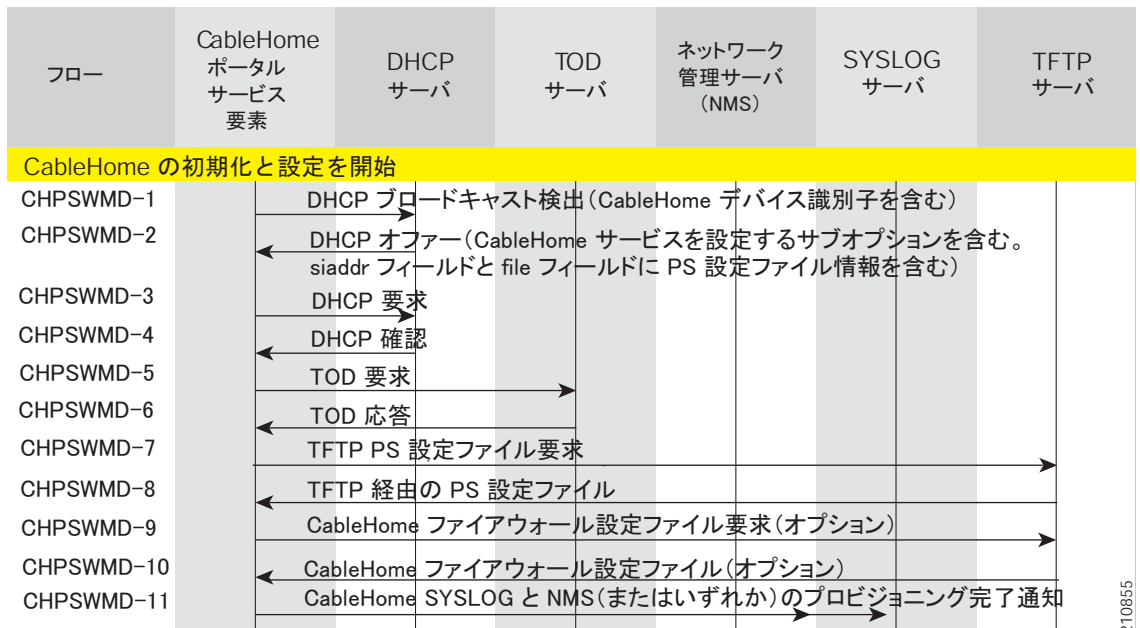 フロー
CableHome
ポータル
サービス
要素
DHCP
サーバ
TOD
サーバ
ネットワーク
管理サーバ
(NMS)
SYSLOG
サーバ
TFTP
サーバ
CableHome の初期化と設定を開始
CHPSWMD-1 DHCP ブロードキャスト検出(CableHome デバイス識別子を含む)
CHPSWMD-2 DHCP オファー(CableHome サービスを設定するサブオプションを含む。
siaddr フィールドと file フィールドに PS 設定ファイル情報を含む)
CHPSWMD-3 DHCP 要求
CHPSWMD-4 DHCP 確認
CHPSWMD-5 TOD 要求
CHPSWMD-6 TOD 応答
CHPSWMD-7 TFTP PS 設定ファイル要求
CHPSWMD-8 TFTP 経由の PS 設定ファイル
CHPSWMD-9 CableHome ファイアウォール設定ファイル要求(オプション)
CHPSWMD-10 CableHome ファイアウォール設定ファイル(オプション)
CHPSWMD-11 CableHome SYSLOG と NMS(またはいずれか)のプロビジョニング完了通知
210855